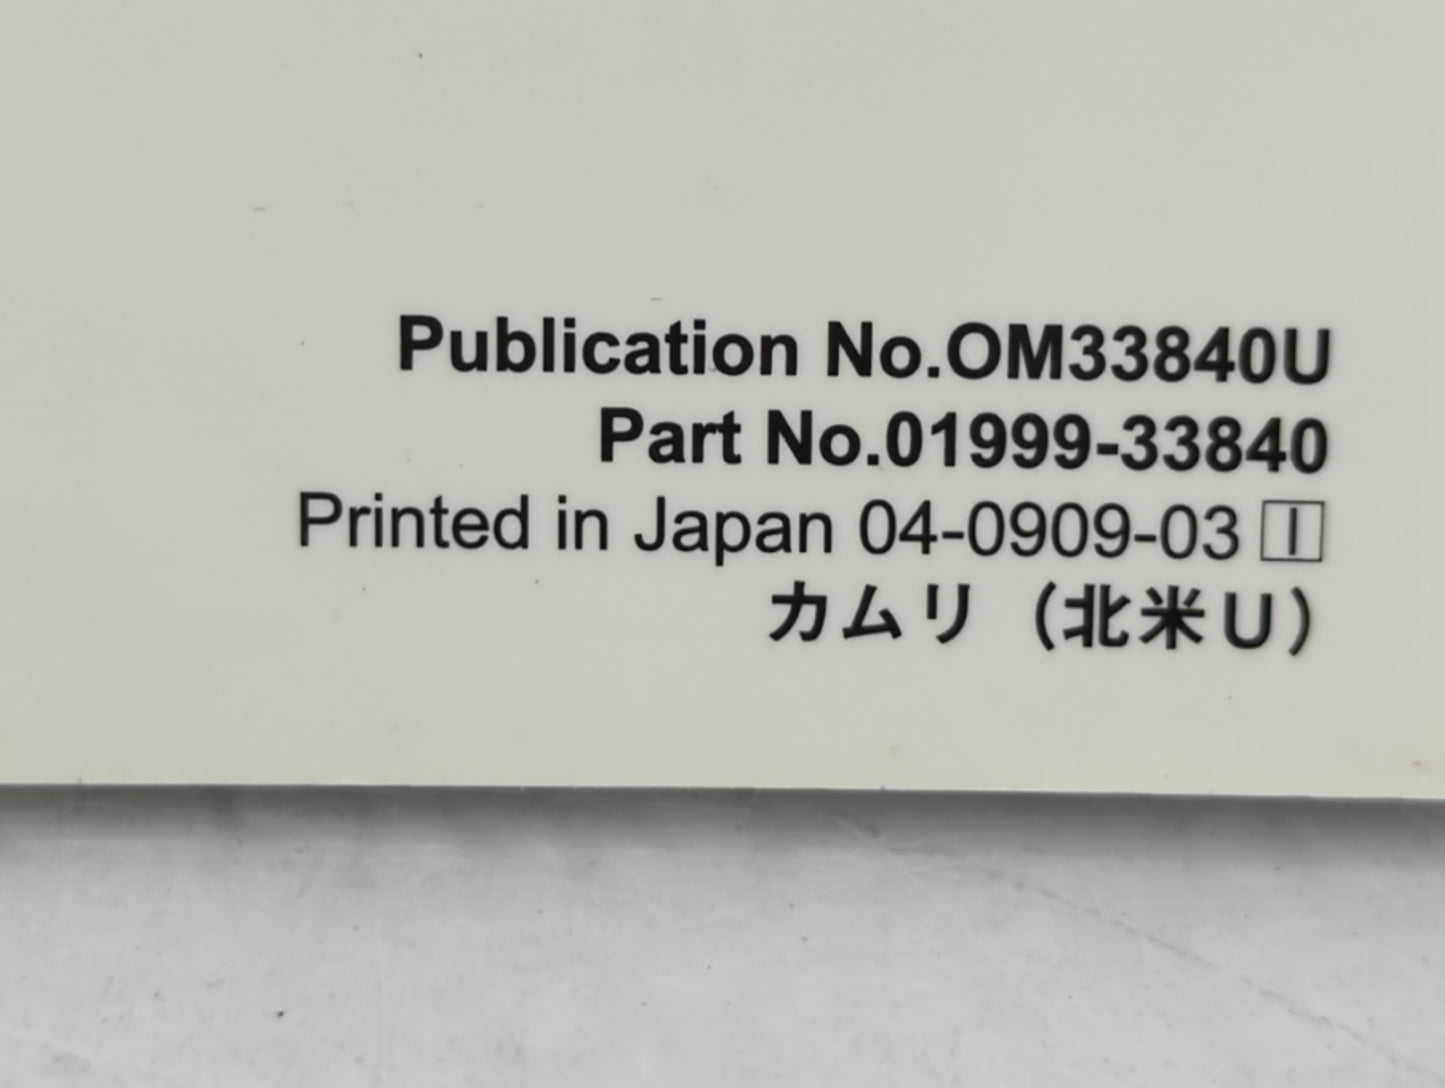 Publication No.OM33840U
Part No.01999-33840
Printed in Japan 04-0909-03 I
カムリ（北米U）